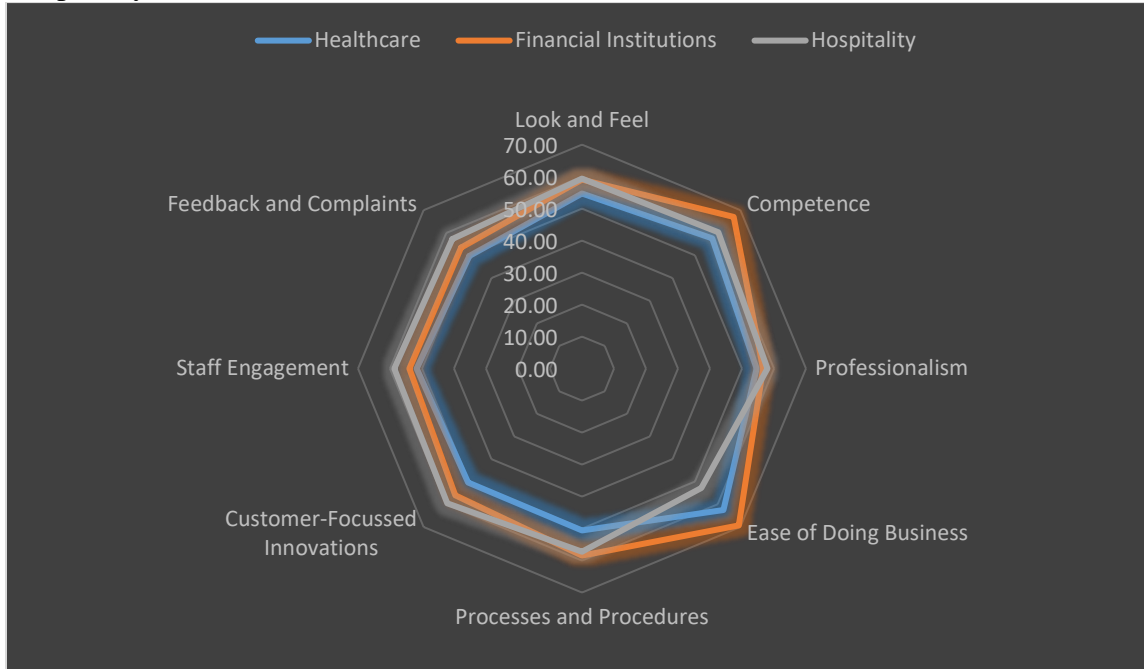 Healthcare Financial Institutions Hospitality
Look and Feel
70.00
60.00
Feedback and Complaints
50.00
Competence
40.00
30.00
20.00
10.00
Staff Engagement
0.00
Professionalism
Customer-Focussed
Innovations
Ease of Doing Business
Processes and Procedures